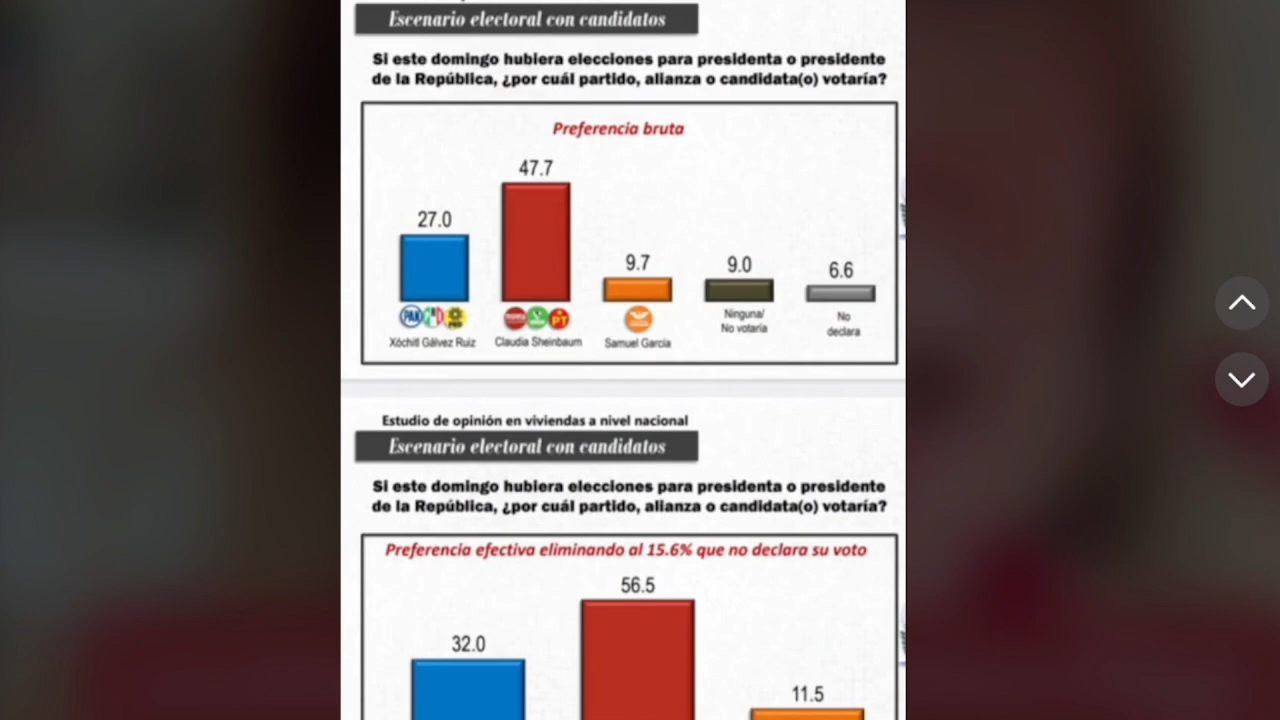 Escenario electoral con candidatos
Si este domingo hubiera elecciones para presidenta o presidente
de la República, ¿por cuál partido, alianza o candidata(o) votaría?
Preferencia bruta
47.7
27.0
9.7
9.0
6.6
PAN
PRD
morena
PT
Xóchitl Gálvez Ruiz
Claudia Sheinbaum
Samuel García
Ninguna/
No votaría
No
declara
Estudio de opinión en viviendas a nivel nacional
Escenario electoral con candidatos
Si este domingo hubiera elecciones para presidenta o presidente
de la República, ¿por cuál partido, alianza o candidata(o) votaría?
Preferencia efectiva eliminando al 15.6% que no declara su voto
56.5
32.0
11.5